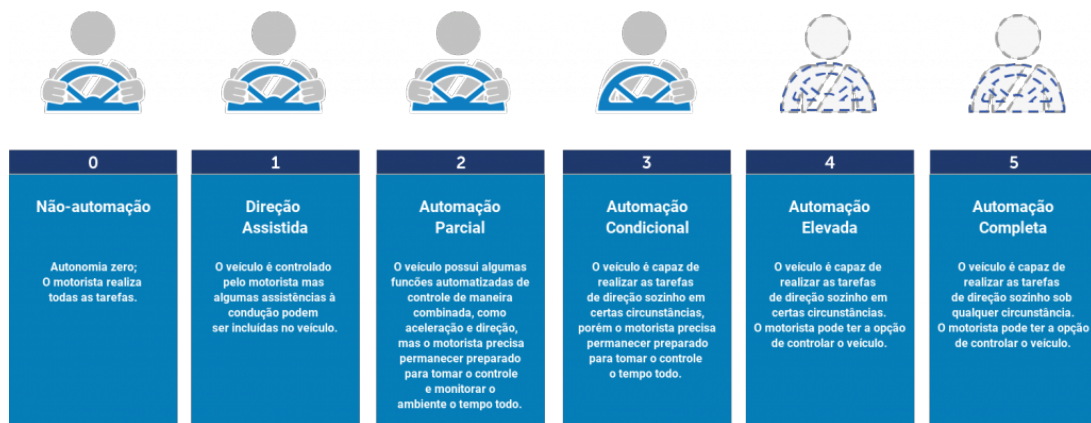 0
Não-automação
Autonomia zero;
O motorista realiza
todas as tarefas.
1
Direção
Assistida
O veículo é controlado
pelo motorista mas
algumas assistências à
condução podem
ser incluídas no veículo.
2
Automação
Parcial
O veículo possui algumas
funcões automatizadas de
controle de maneira
combinada, como
aceleração e direção,
mas o motorista precisa
permanecer preparado
para tomar o controle
e monitorar o
ambiente o tempo todo.
3
Automação
Condicional
O veículo é capaz de
realizar as tarefas
de direção sozinho em
certas circunstâncias,
porém o motorista precisa
permanecer preparado
para tomar o controle
o tempo todo.
4
Automação
Elevada
O veículo é capaz de
realizar as tarefas
de direção sozinho em
certas circunstâncias.
O motorista pode ter a opção
de controlar o veículo.
5
Automação
Completa
O veículo é capaz de
realizar as tarefas
de direção sozinho sob
qualquer circunstância.
O motorista pode ter a opção
de controlar o veículo.